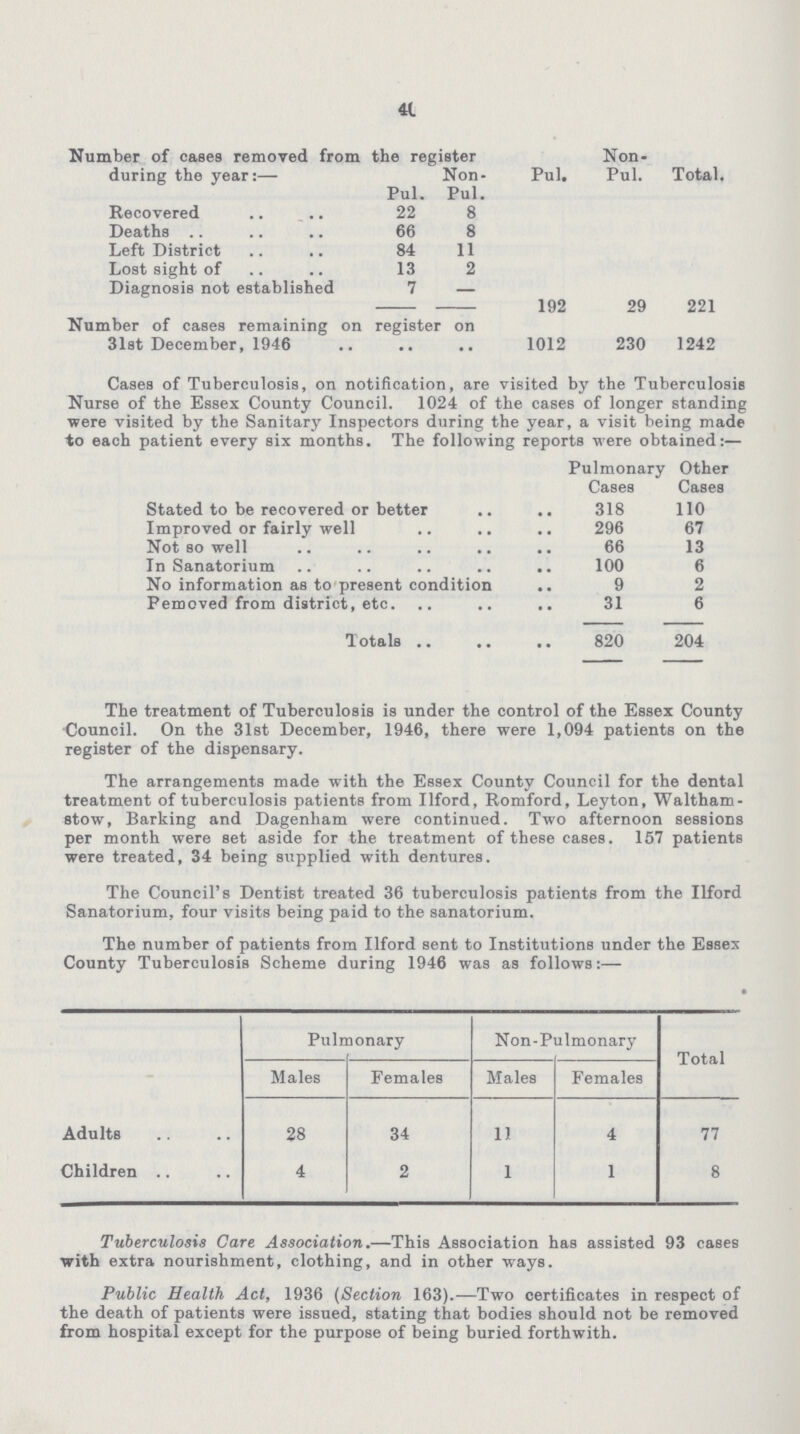 4(
Number of cases removed from the register
during the year:— Non- Pul. Non-Pul. Total.
Pul. Pul.
Recovered .. .. 22 8
Deaths .. .. .. 66 8
Left District .. .. 84 11
Lost sight of .. .. 13 2
Diagnosis not established 7 —
192 29 221
Number of cases remaining on register on
31st December, 1946 .. .. .. 1012 230 1242
Cases of Tuberculosis, on notification, are visited by the Tuberculosis
Nurse of the Essex County Council. 1024 of the cases of longer standing
were visited by the Sanitary Inspectors during the year, a visit being made
to each patient every six months. The following reports were obtained:—
Pulmonary Other
Cases Cases
Stated to be recovered or better .. .. 318 110
Improved or fairly well .. .. .. 296 67
Not so well .. .. .. .. .. 66 13
In Sanatorium .. .. .. .. .. 100 6
No information as to present condition .. 9 2
Pemoved from district, etc. .. .. .. 31 6
Totals .. .. .. 820 204
The treatment of Tuberculosis is under the control of the Essex County
Council. On the 31st December, 1946, there were 1,094 patients on the
register of the dispensary.
The arrangements made with the Essex County Council for the dental
treatment of tuberculosis patients from Ilford, Romford, Leyton, Waltham-
stow, Barking and Dagenham were continued. Two afternoon sessions
per month were set aside for the treatment of these cases. 157 patients
were treated, 34 being supplied with dentures.
The Council's Dentist treated 36 tuberculosis patients from the Ilford
Sanatorium, four visits being paid to the sanatorium.
The number of patients from Ilford sent to Institutions under the Essex
County Tuberculosis Scheme during 1946 was as follows:—
Pulmonary Non-Pulmonary Total
Males Females Males Females
Adults .. .. 28 34 11 4 77
Children .. .. 4 2 1 1 8
Tuberculosis Care Association.—This Association has assisted 93 cases
with extra nourishment, clothing, and in other ways.
Public Health Act, 1936 (Section 163).—Two certificates in respect of
the death of patients were issued, stating that bodies should not be removed
from hospital except for the purpose of being buried forthwith.